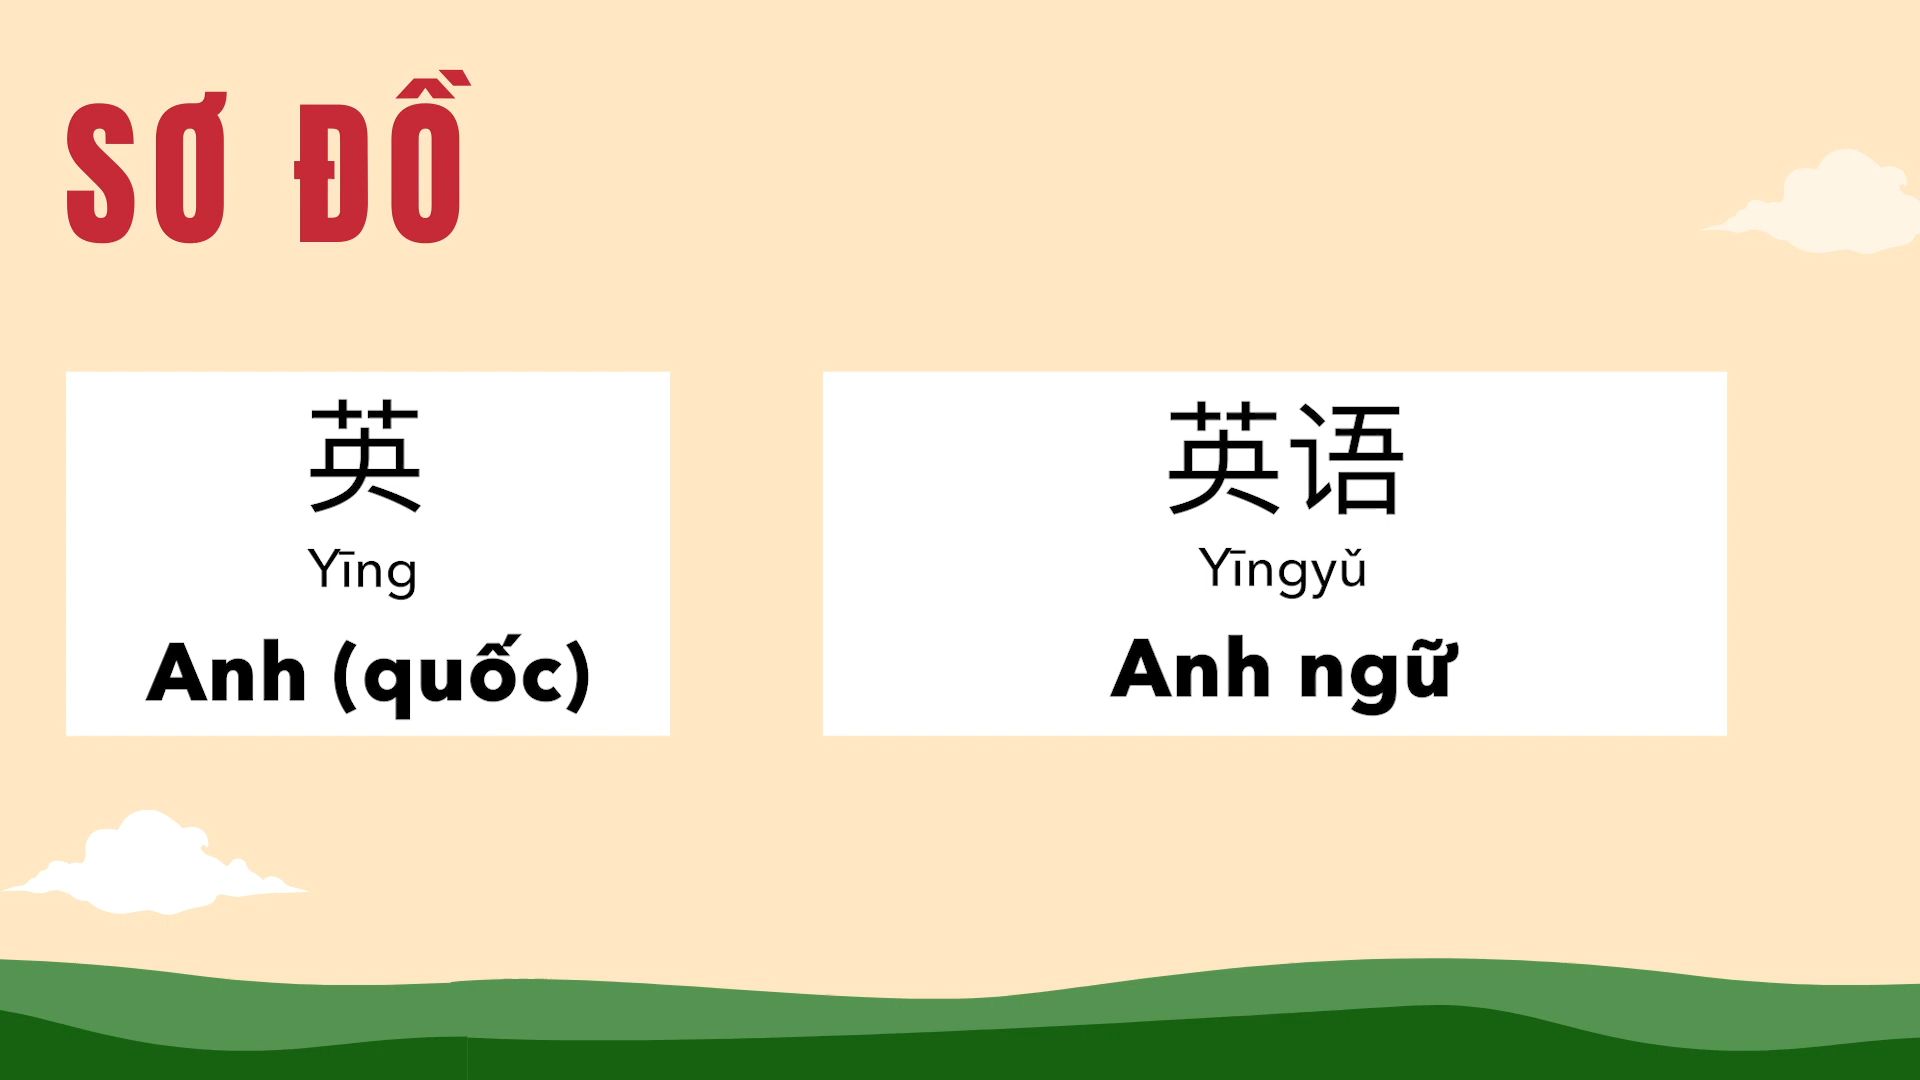 SƠ ĐỒ
英
Yīng
Anh (quốc)
英语
Yīngyǔ
Anh ngữ